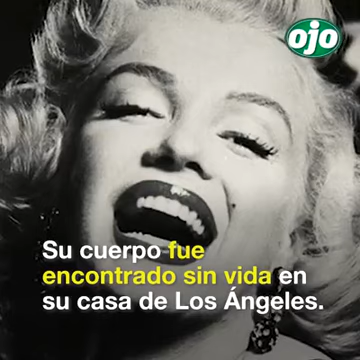 ojo
Su cuerpo fue
encontrado sin vida en
su casa de Los Ángeles.